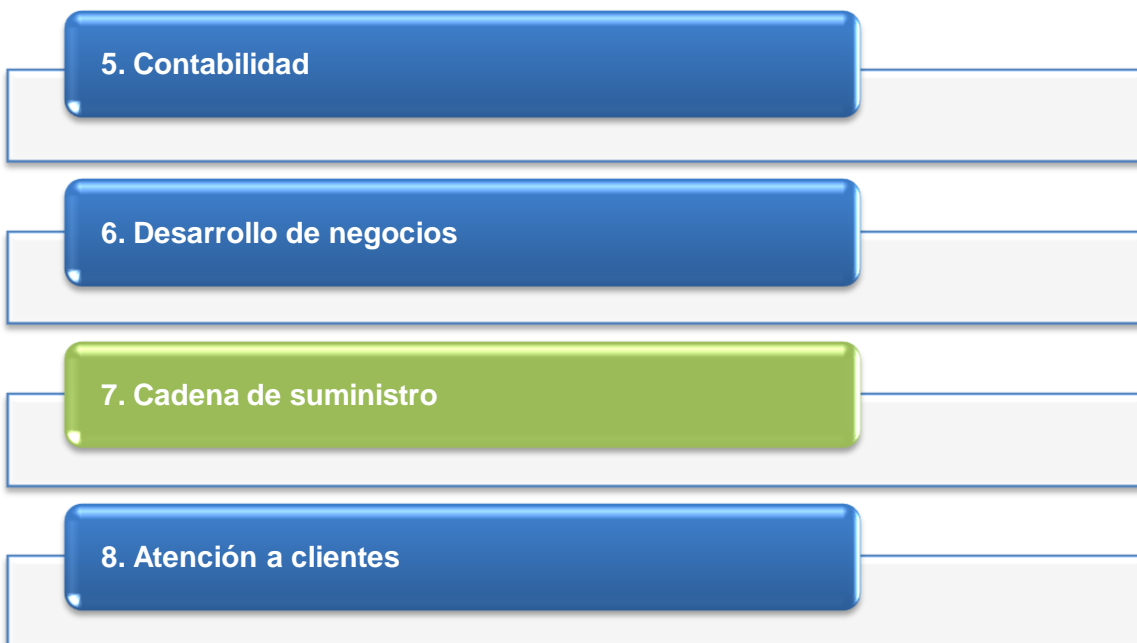 5. Contabilidad
6. Desarrollo de negocios
7. Cadena de suministro
8. Atención a clientes